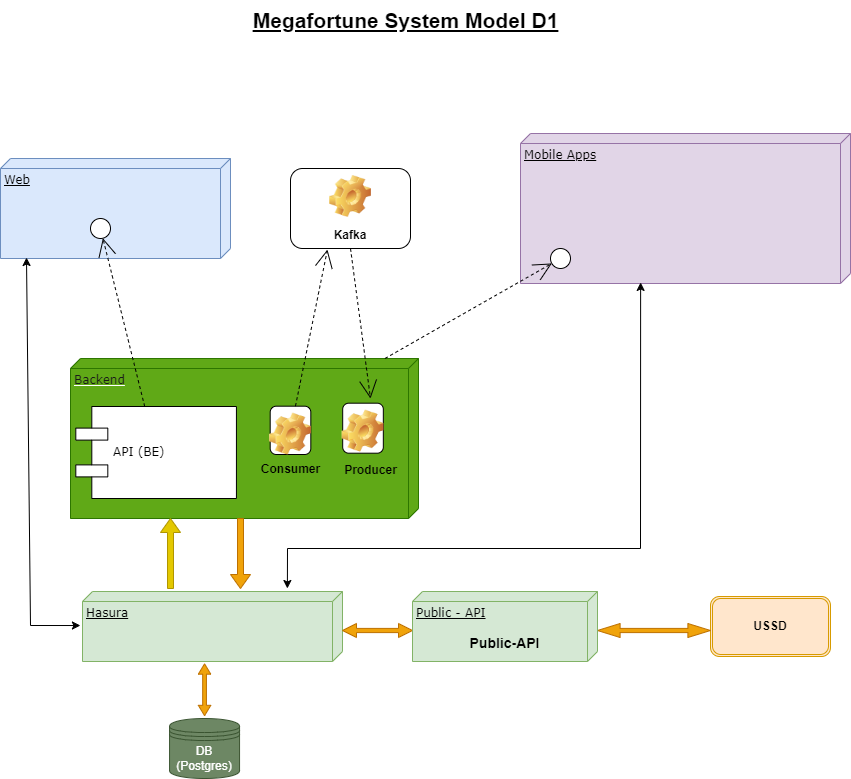 Megafortune System Model D1
Mobile Apps
Web
Kafka
Backend
API (BE)
Consumer
Producer
Hasura
Public - API
Public-API
USSD
DB
(Postgres)